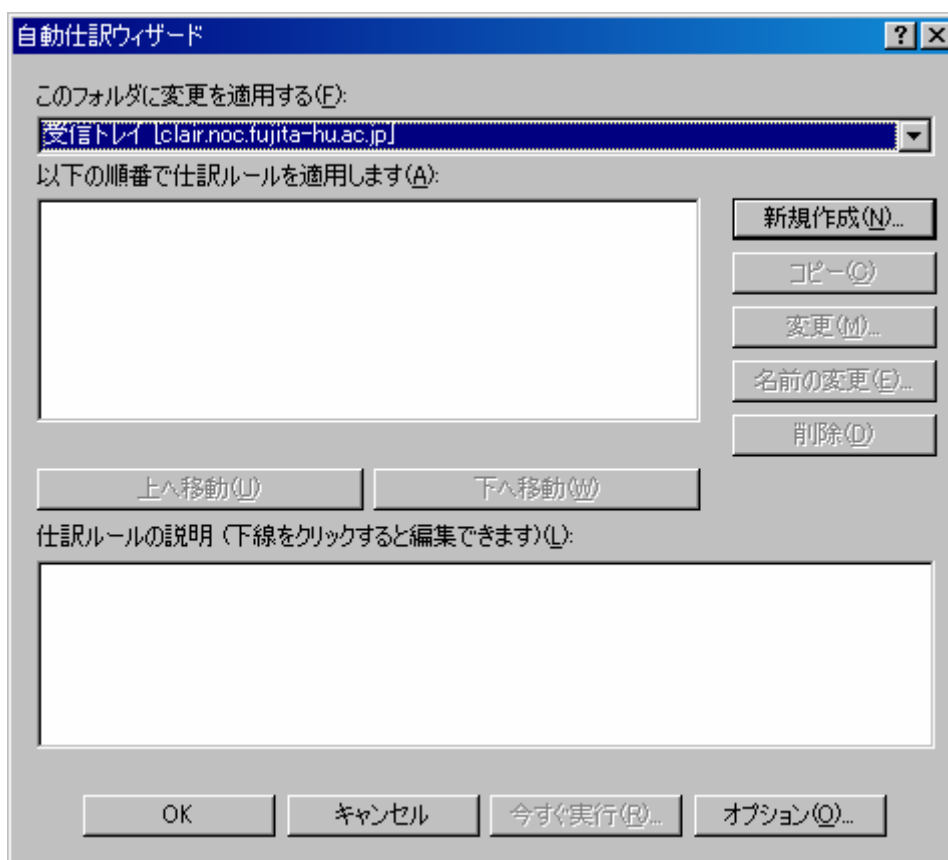 自動仕訳ウィザード
このフォルダに変更を適用する(F):
受信トレイ [clair.noc.fujita-hu.ac.jp]
以下の順番で仕訳ルールを適用します(A):
新規作成(N)...
コピー(C)
変更(M)...
名前の変更(E)...
削除(D)
上へ移動(U)
下へ移動(W)
仕訳ルールの説明 (下線をクリックすると編集できます)(L):
OK
キャンセル
今すぐ実行(R)...
オプション(O)...